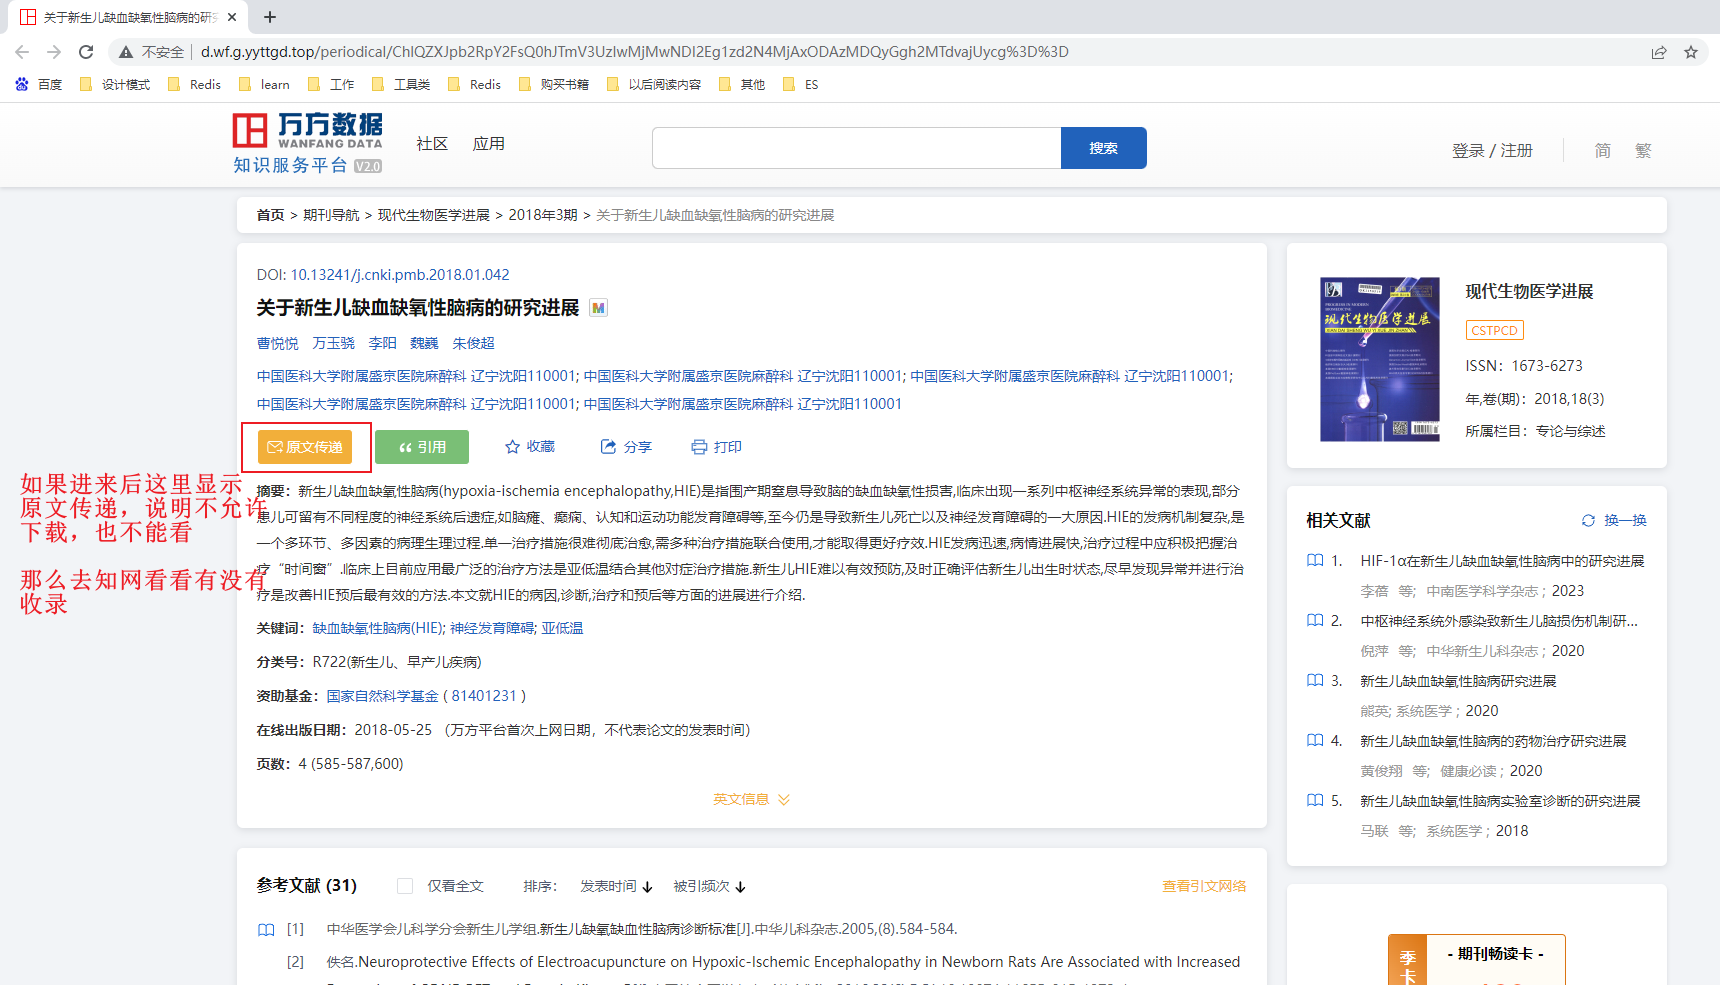 关于新生儿缺血缺氧性脑病的研究
不安全 d.wf.g.yyttgd.top/periodical/ChlQZXJpb2RpY2FsQ0hJTmV3UzIwMjMwNDI2Eg1zd2N4MjAxODAzMDQyGgh2MTdvajUycg%3D%3D
百度 设计模式 Redis learn 工作 工具类 Redis 购买书籍 以后阅读内容 其他 ES
万方数据
WANFANG DATA
知识服务平台 V2.0
社区 应用
搜索
登录 / 注册 简 繁
首页 > 期刊导航 > 现代生物医学进展 > 2018年3期 > 关于新生儿缺血缺氧性脑病的研究进展
DOI: 10.13241/j.cnki.pmb.2018.01.042
关于新生儿缺血缺氧性脑病的研究进展 M
曹悦悦 万玉骁 李阳 魏巍 朱俊超
中国医科大学附属盛京医院麻醉科 辽宁沈阳110001; 中国医科大学附属盛京医院麻醉科 辽宁沈阳110001; 中国医科大学附属盛京医院麻醉科 辽宁沈阳110001;
中国医科大学附属盛京医院麻醉科 辽宁沈阳110001; 中国医科大学附属盛京医院麻醉科 辽宁沈阳110001
原文传递 引用 收藏 分享 打印
如果进来后这里显示
原文传递，说明不允许
下载，也不能看
那么去知网看看有没有
收录
摘要：新生儿缺血缺氧性脑病(hypoxia-ischemia encephalopathy,HIE)是指围产期窒息导致脑的缺血缺氧性损害,临床出现一系列中枢神经系统异常的表现,部分
患儿可留有不同程度的神经系统后遗症,如脑瘫、癫痫、认知和运动功能发育障碍等,至今仍是导致新生儿死亡以及神经发育障碍的一大原因.HIE的发病机制复杂,是
一个多环节、多因素的病理生理过程.单一治疗措施很难彻底治愈,需多种治疗措施联合使用,才能取得更好疗效.HIE发病迅速,病情进展快,治疗过程中应积极把握治
疗“时间窗”.临床上目前应用最广泛的治疗方法是亚低温结合其他对症治疗措施.新生儿HIE难以有效预防,及时正确评估新生儿出生时状态,尽早发现异常并进行治
疗是改善HIE预后最有效的方法.本文就HIE的病因,诊断,治疗和预后等方面的进展进行介绍.
关键词：缺血缺氧性脑病(HIE); 神经发育障碍; 亚低温
分类号：R722(新生儿、早产儿疾病)
资助基金：国家自然科学基金 ( 81401231 )
在线出版日期：2018-05-25 （万方平台首次上网日期，不代表论文的发表时间）
页数：4 (585-587,600)
英文信息
参考文献 (31) 仅看全文 排序： 发表时间 被引频次 查看引文网络
[1] 中华医学会儿科学分会新生儿学组.新生儿缺氧缺血性脑病诊断标准[J].中华儿科杂志.2005,(8).584-584.
[2] 佚名.Neuroprotective Effects of Electroacupuncture on Hypoxic-Ischemic Encephalopathy in Newborn Rats Are Associated with Increased
现代生物医学进展
现代生物医学进展
CSTPCD
ISSN：1673-6273
年,卷(期)：2018,18(3)
所属栏目：专论与综述
相关文献 换一换
1. HIF-1α在新生儿缺血缺氧性脑病中的研究进展
李蓓 等; 中南医学科学杂志 ; 2023
2. 中枢神经系统外感染致新生儿脑损伤机制研...
倪萍 等; 中华新生儿科杂志 ; 2020
3. 新生儿缺血缺氧性脑病研究进展
熊英; 系统医学 ; 2020
4. 新生儿缺血缺氧性脑病的药物治疗研究进展
黄俊翔 等; 健康必读 ; 2020
5. 新生儿缺血缺氧性脑病实验室诊断的研究进展
马联 等; 系统医学 ; 2018
季卡
- 期刊畅读卡 -